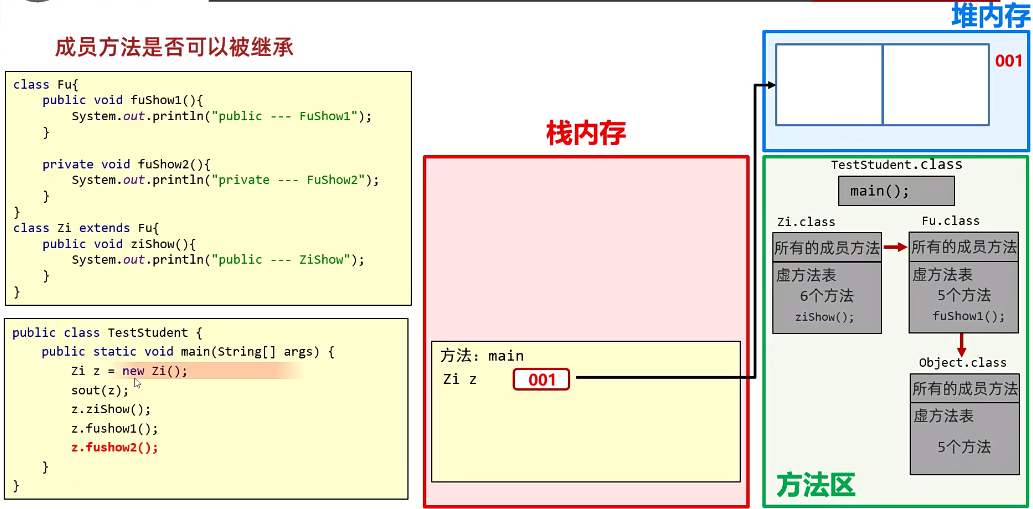 成员方法是否可以被继承
class Fu{
public void fuShow1(){
System.out.println("public --- FuShow1");
}
private void fuShow2(){
System.out.println("private --- FuShow2");
}
}
class Zi extends Fu{
public void ziShow(){
System.out.println("public --- ZiShow");
}
}
public class TestStudent {
public static void main(String[] args) {
Zi z = new Zi();
sout(z);
z.ziShow();
z.fushow1();
z.fushow2();
}
}
栈内存
方法：main
Zi z
001
堆内存
001
TestStudent.class
main();
Zi.class
所有的成员方法
虚方法表
6个方法
ziShow();
Fu.class
所有的成员方法
虚方法表
5个方法
fuShow1();
Object.class
所有的成员方法
虚方法表
5个方法
方法区